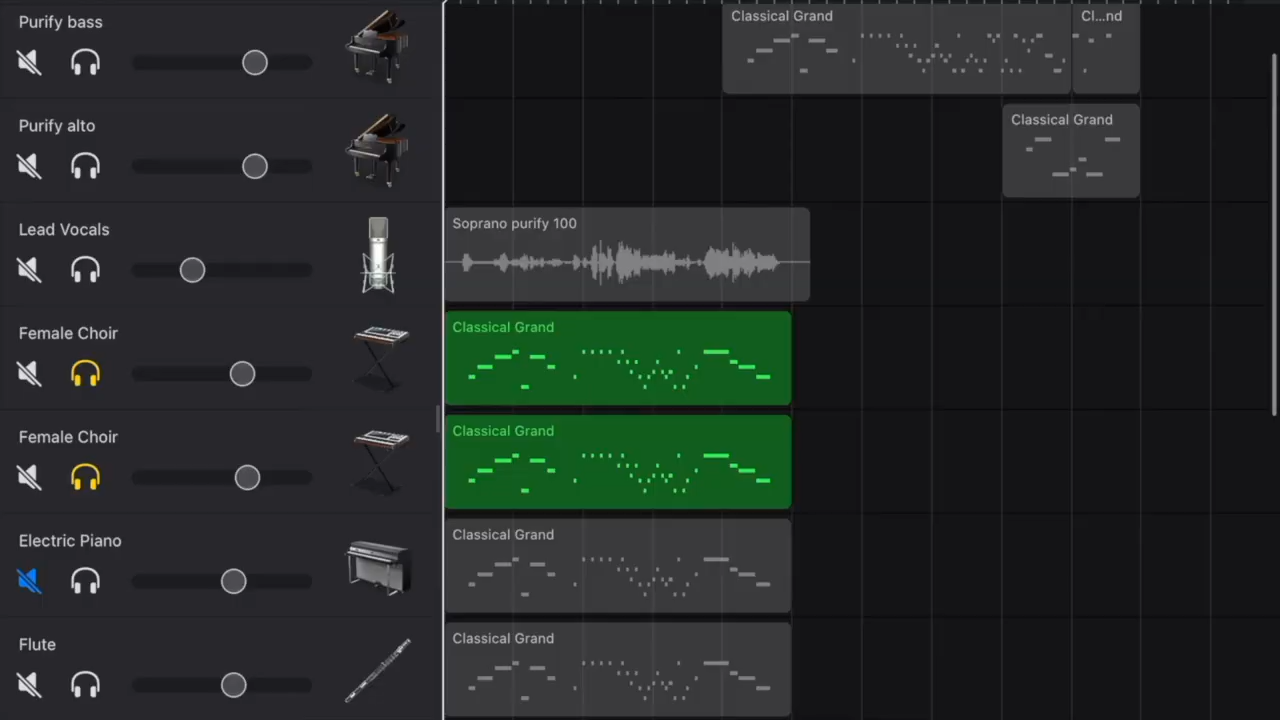 Purify bass
Classical Grand
Cl...nd
Purify alto
Classical Grand
Lead Vocals
Soprano purify 100
Female Choir
Classical Grand
Female Choir
Classical Grand
Electric Piano
Classical Grand
Flute
Classical Grand